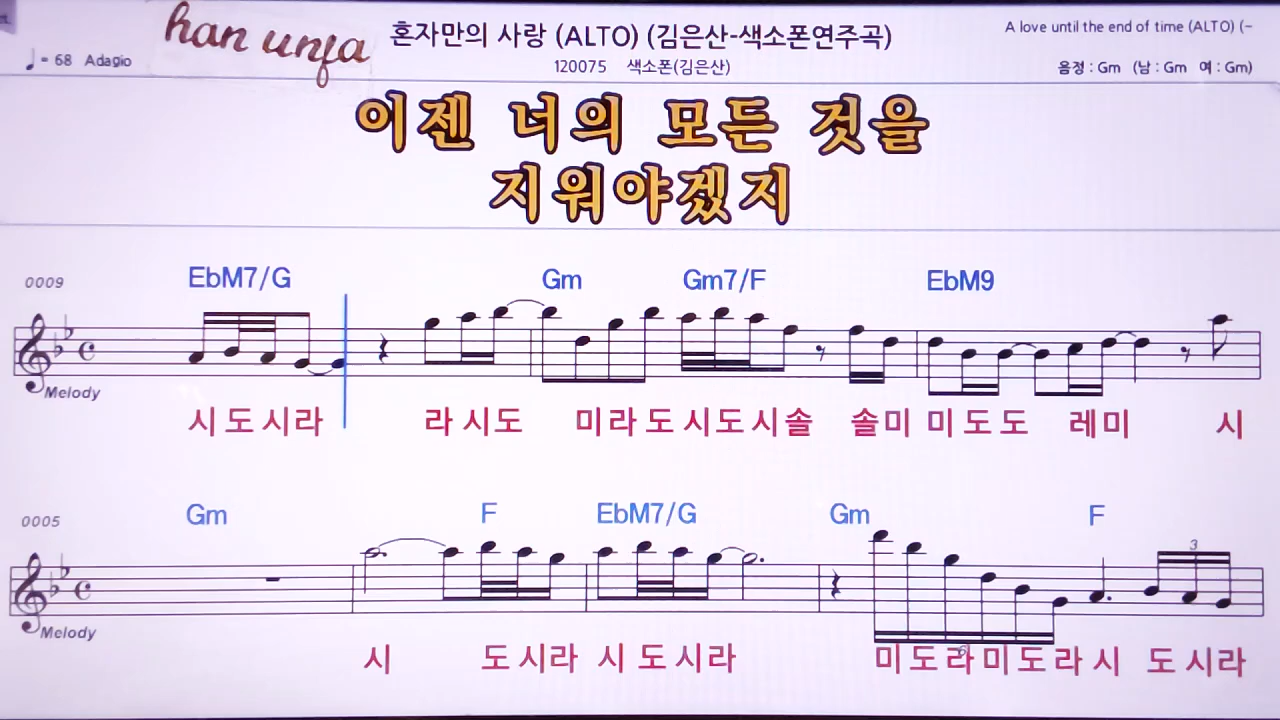 han unja
혼자만의 사랑 (ALTO) (김은산-색소폰연주곡)
A love until the end of time (ALTO) (-
♩ = 68 Adagio
120075 색소폰(김은산)
음정 : Gm (남 : Gm 여 : Gm)
이젠 너의 모든 것을
지워야겠지
0009 EbM7/G Gm Gm7/F EbM9
Melody
시 도 시 라 라 시 도 미 라 도 시 도 시 솔 솔 미 미 도 도 레 미 시
0005 Gm F EbM7/G Gm F
3
Melody
6
시 도 시 라 시 도 시 라 미 도 라 미 도 라 시 도 시 라